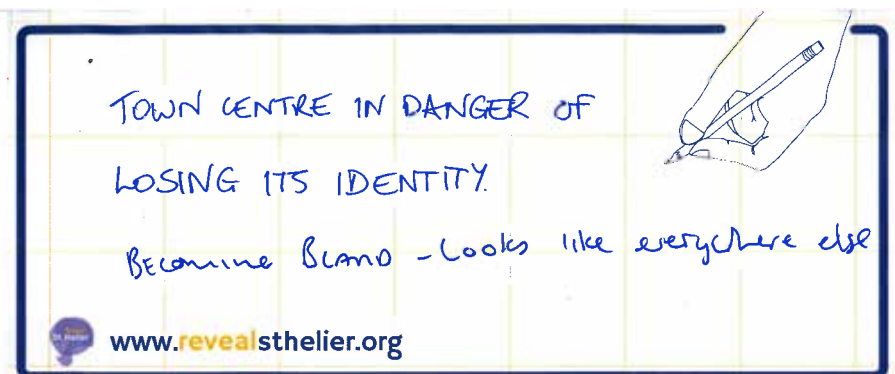 TOWN CENTRE IN DANGER OF
LOSING ITS IDENTITY.
BECOMING BLAND - Looks like everywhere else
www.revealsthelier.org